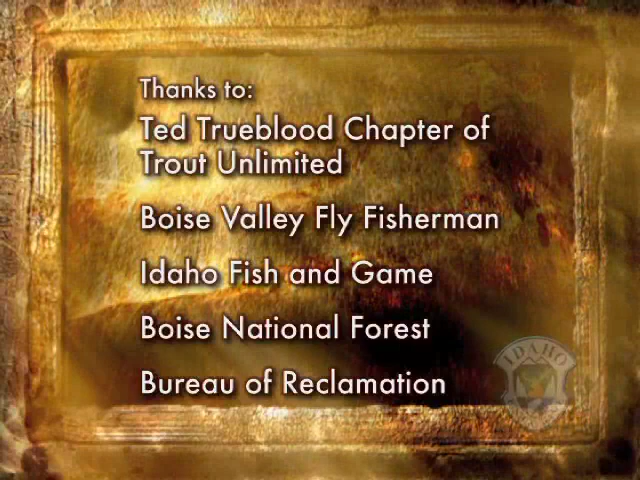 Thanks to:
Ted Trueblood Chapter of
Trout Unlimited
Boise Valley Fly Fisherman
Idaho Fish and Game
Boise National Forest
Bureau of Reclamation
IDAHO